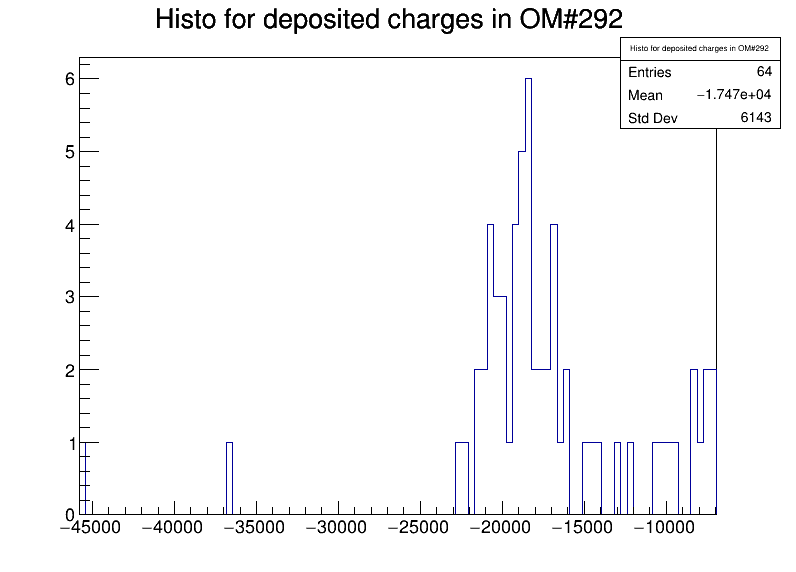 Histo for deposited charges in OM#292
Histo for deposited charges in OM#292
Entries 64
Mean −1.747e+04
Std Dev 6143
6
5
4
3
2
1
0
−45000 −40000 −35000 −30000 −25000 −20000 −15000 −10000